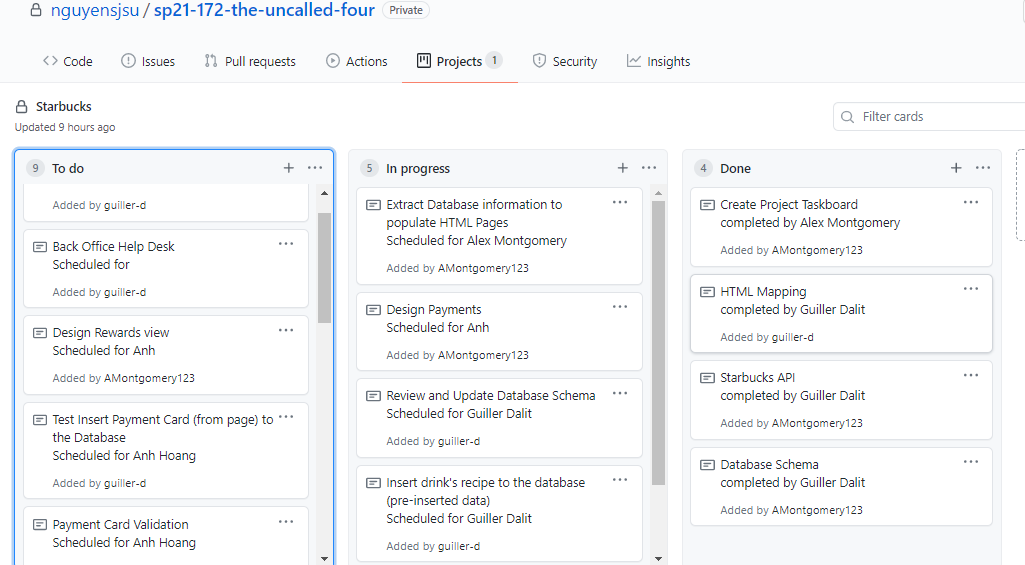 nguyensjsu / sp21-172-the-uncalled-four Private
Code Issues Pull requests Actions Projects 1 Security Insights
Starbucks
Updated 9 hours ago
Filter cards
9 To do
Added by guiller-d
Back Office Help Desk
Scheduled for
Added by guiller-d
Design Rewards view
Scheduled for Anh
Added by AMontgomery123
Test Insert Payment Card (from page) to
the Database
Scheduled for Anh Hoang
Added by guiller-d
Payment Card Validation
Scheduled for Anh Hoang
5 In progress
Extract Database information to
populate HTML Pages
Scheduled for Alex Montgomery
Added by AMontgomery123
Design Payments
Scheduled for Anh
Added by AMontgomery123
Review and Update Database Schema
Scheduled for Guiller Dalit
Added by guiller-d
Insert drink's recipe to the database
(pre-inserted data)
Scheduled for Guiller Dalit
Added by guiller-d
4 Done
Create Project Taskboard
completed by Alex Montgomery
Added by AMontgomery123
HTML Mapping
completed by Guiller Dalit
Added by guiller-d
Starbucks API
completed by Guiller Dalit
Added by AMontgomery123
Database Schema
completed by Guiller Dalit
Added by AMontgomery123